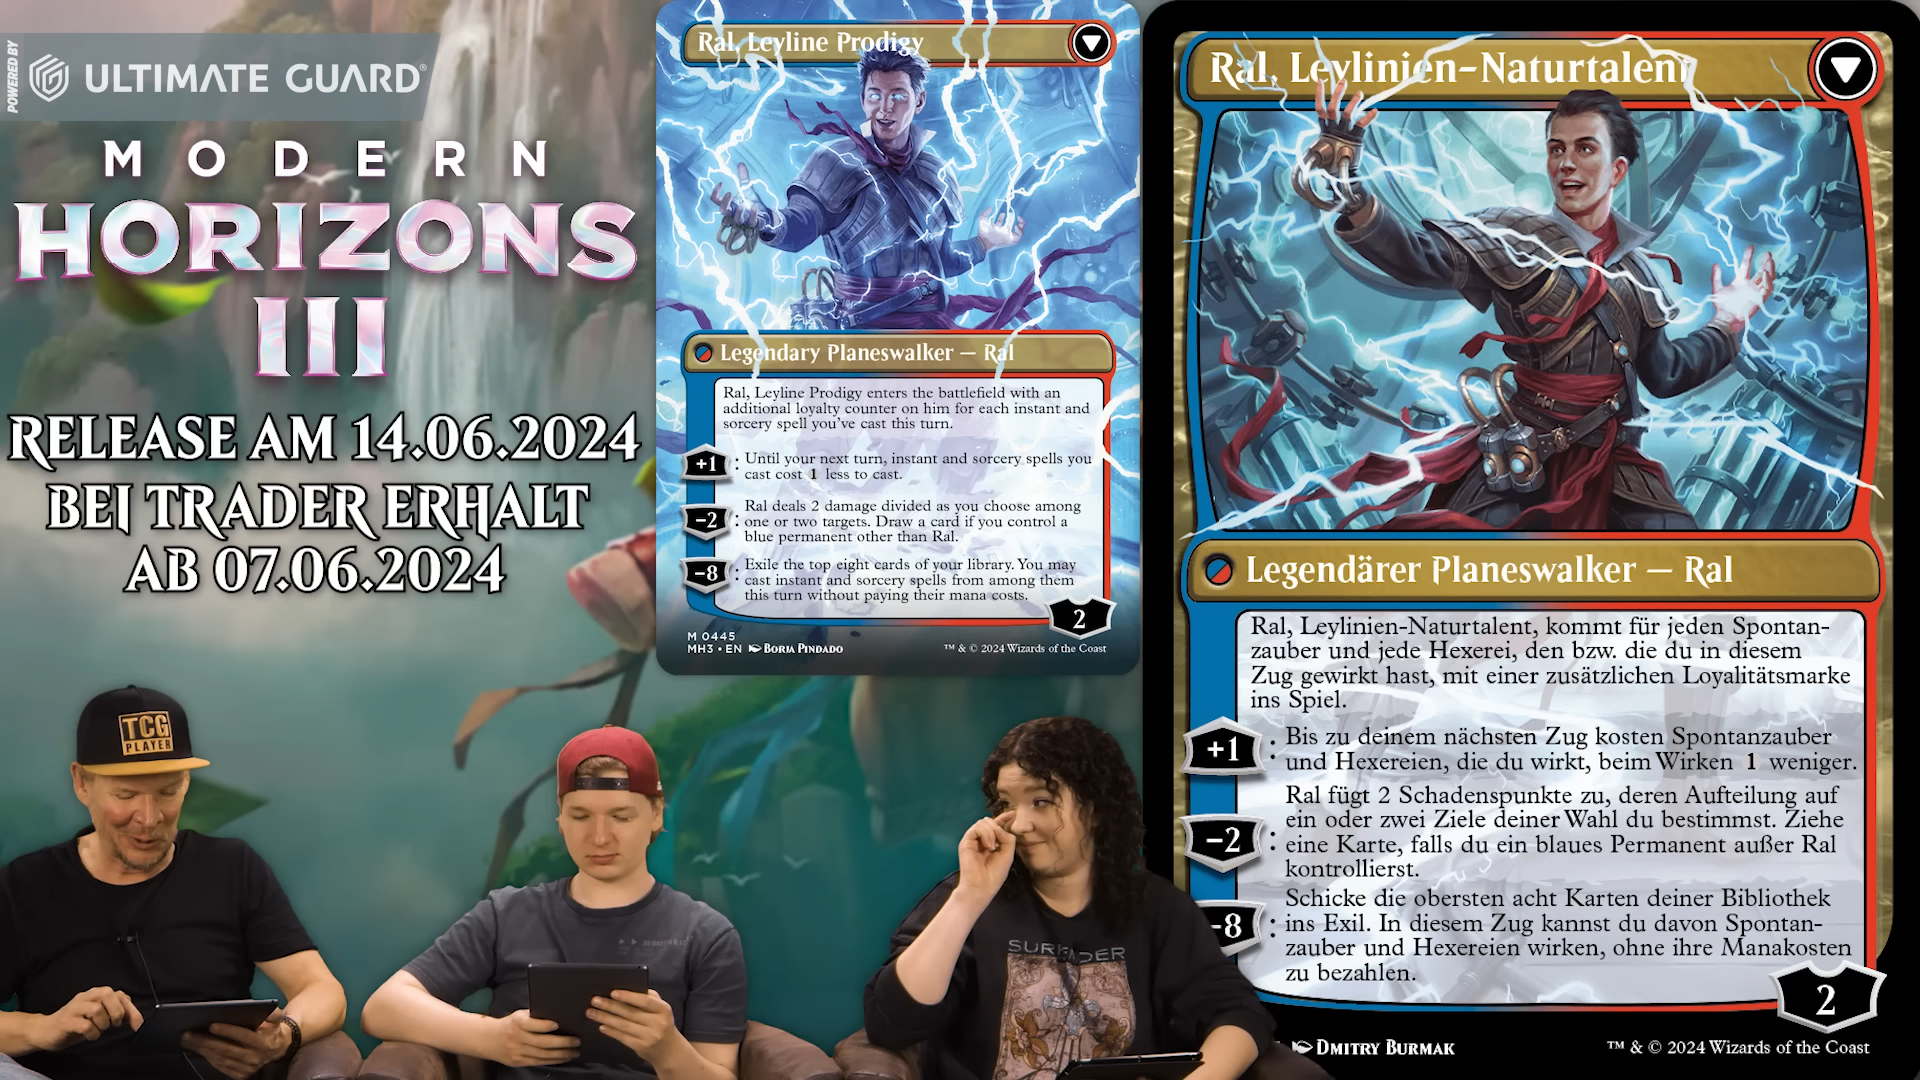 POWERED BY
ULTIMATE GUARD®
MODERN
HORIZONS
III
RELEASE AM 14.06.2024
BEI TRADER ERHALT
AB 07.06.2024
Ral, Leyline Prodigy
Legendary Planeswalker — Ral
Ral, Leyline Prodigy enters the battlefield with an
additional loyalty counter on him for each instant and
sorcery spell you've cast this turn.
+1 : Until your next turn, instant and sorcery spells you
cast cost 1 less to cast.
−2 : Ral deals 2 damage divided as you choose among
one or two targets. Draw a card if you control a
blue permanent other than Ral.
−8 : Exile the top eight cards of your library. You may
cast instant and sorcery spells from among them
this turn without paying their mana costs.
2
M 0445
MH3 • EN Borja Pindado
™ & © 2024 Wizards of the Coast
Ral, Leylinien-Naturtalent
Legendärer Planeswalker — Ral
Ral, Leylinien-Naturtalent, kommt für jeden Spontan-
zauber und jede Hexerei, den bzw. die du in diesem
Zug gewirkt hast, mit einer zusätzlichen Loyalitätsmarke
ins Spiel.
+1 : Bis zu deinem nächsten Zug kosten Spontanzauber
und Hexereien, die du wirkt, beim Wirken 1 weniger.
−2 : Ral fügt 2 Schadenspunkte zu, deren Aufteilung auf
ein oder zwei Ziele deiner Wahl du bestimmst. Ziehe
eine Karte, falls du ein blaues Permanent außer Ral
kontrollierst.
−8 : Schicke die obersten acht Karten deiner Bibliothek
ins Exil. In diesem Zug kannst du davon Spontan-
zauber und Hexereien wirken, ohne ihre Manakosten
zu bezahlen.
2
Dmitry Burmak
™ & © 2024 Wizards of the Coast
TCG
PLAYER